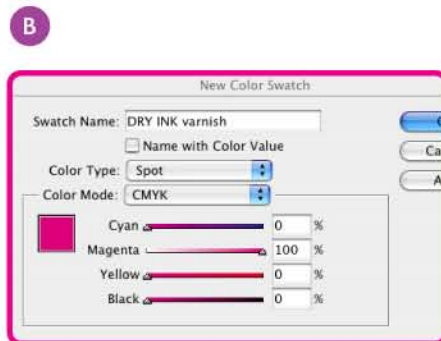 B
New Color Swatch
Swatch Name: DRY INK varnish
Name with Color Value
Color Type: Spot
Color Mode: CMYK
Cyan 0 %
Magenta 100 %
Yellow 0 %
Black 0 %
Ca
A